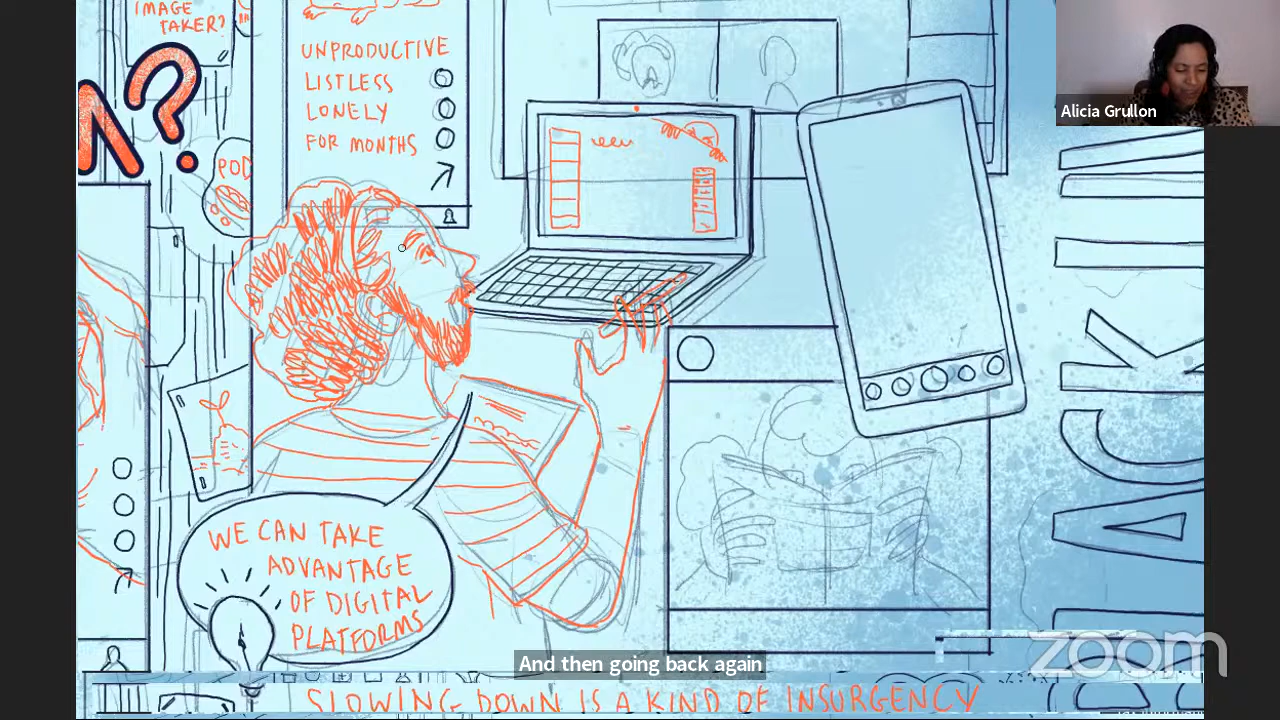 IMAGE
TAKER?
?
UNPRODUCTIVE
LISTLESS
LONELY
FOR MONTHS
POD
Alicia Grullon
WE CAN TAKE
ADVANTAGE
OF DIGITAL
PLATFORMS
And then going back again
zoom
SLOWING DOWN IS A KIND OF INSURGENCY